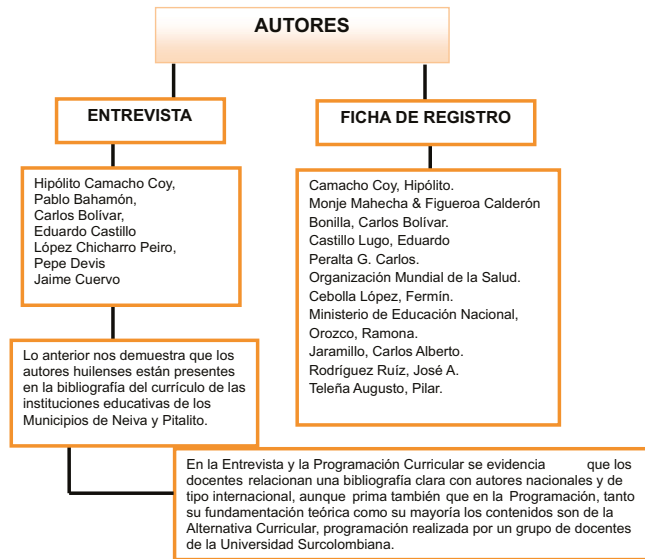 AUTORES
ENTREVISTA
Hipólito Camacho Coy,
Pablo Bahamón,
Carlos Bolívar,
Eduardo Castillo
López Chicharro Peiro,
Pepe Devis
Jaime Cuervo
Lo anterior nos demuestra que los
autores huilenses están presentes
en la bibliografía del currículo de las
instituciones educativas de los
Municipios de Neiva y Pitalito.
FICHA DE REGISTRO
Camacho Coy, Hipólito.
Monje Mahecha & Figueroa Calderón
Bonilla, Carlos Bolívar.
Castillo Lugo, Eduardo
Peralta G. Carlos.
Organización Mundial de la Salud.
Cebolla López, Fermín.
Ministerio de Educación Nacional,
Orozco, Ramona.
Jaramillo, Carlos Alberto.
Rodríguez Ruíz, José A.
Teleña Augusto, Pilar.
En la Entrevista y la Programación Curricular se evidencia que los
docentes relacionan una bibliografía clara con autores nacionales y de
tipo internacional, aunque prima también que en la Programación, tanto
su fundamentación teórica como su mayoría los contenidos son de la
Alternativa Curricular, programación realizada por un grupo de docentes
de la Universidad Surcolombiana.